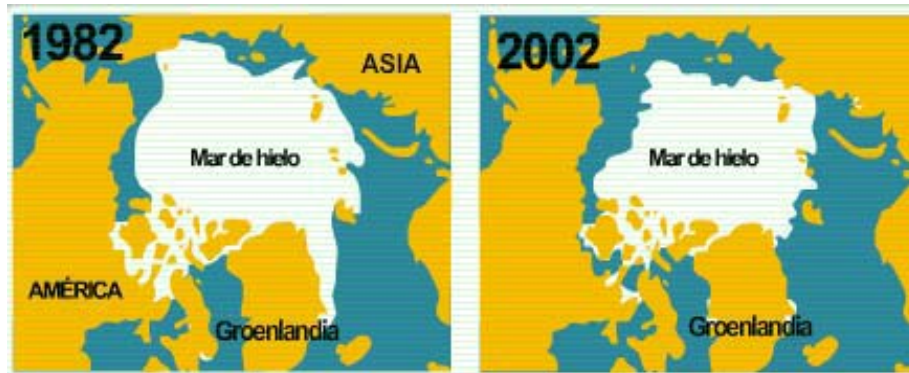 1982
ASIA
Mar de hielo
AMÉRICA
Groenlandia
2002
Mar de hielo
Groenlandia